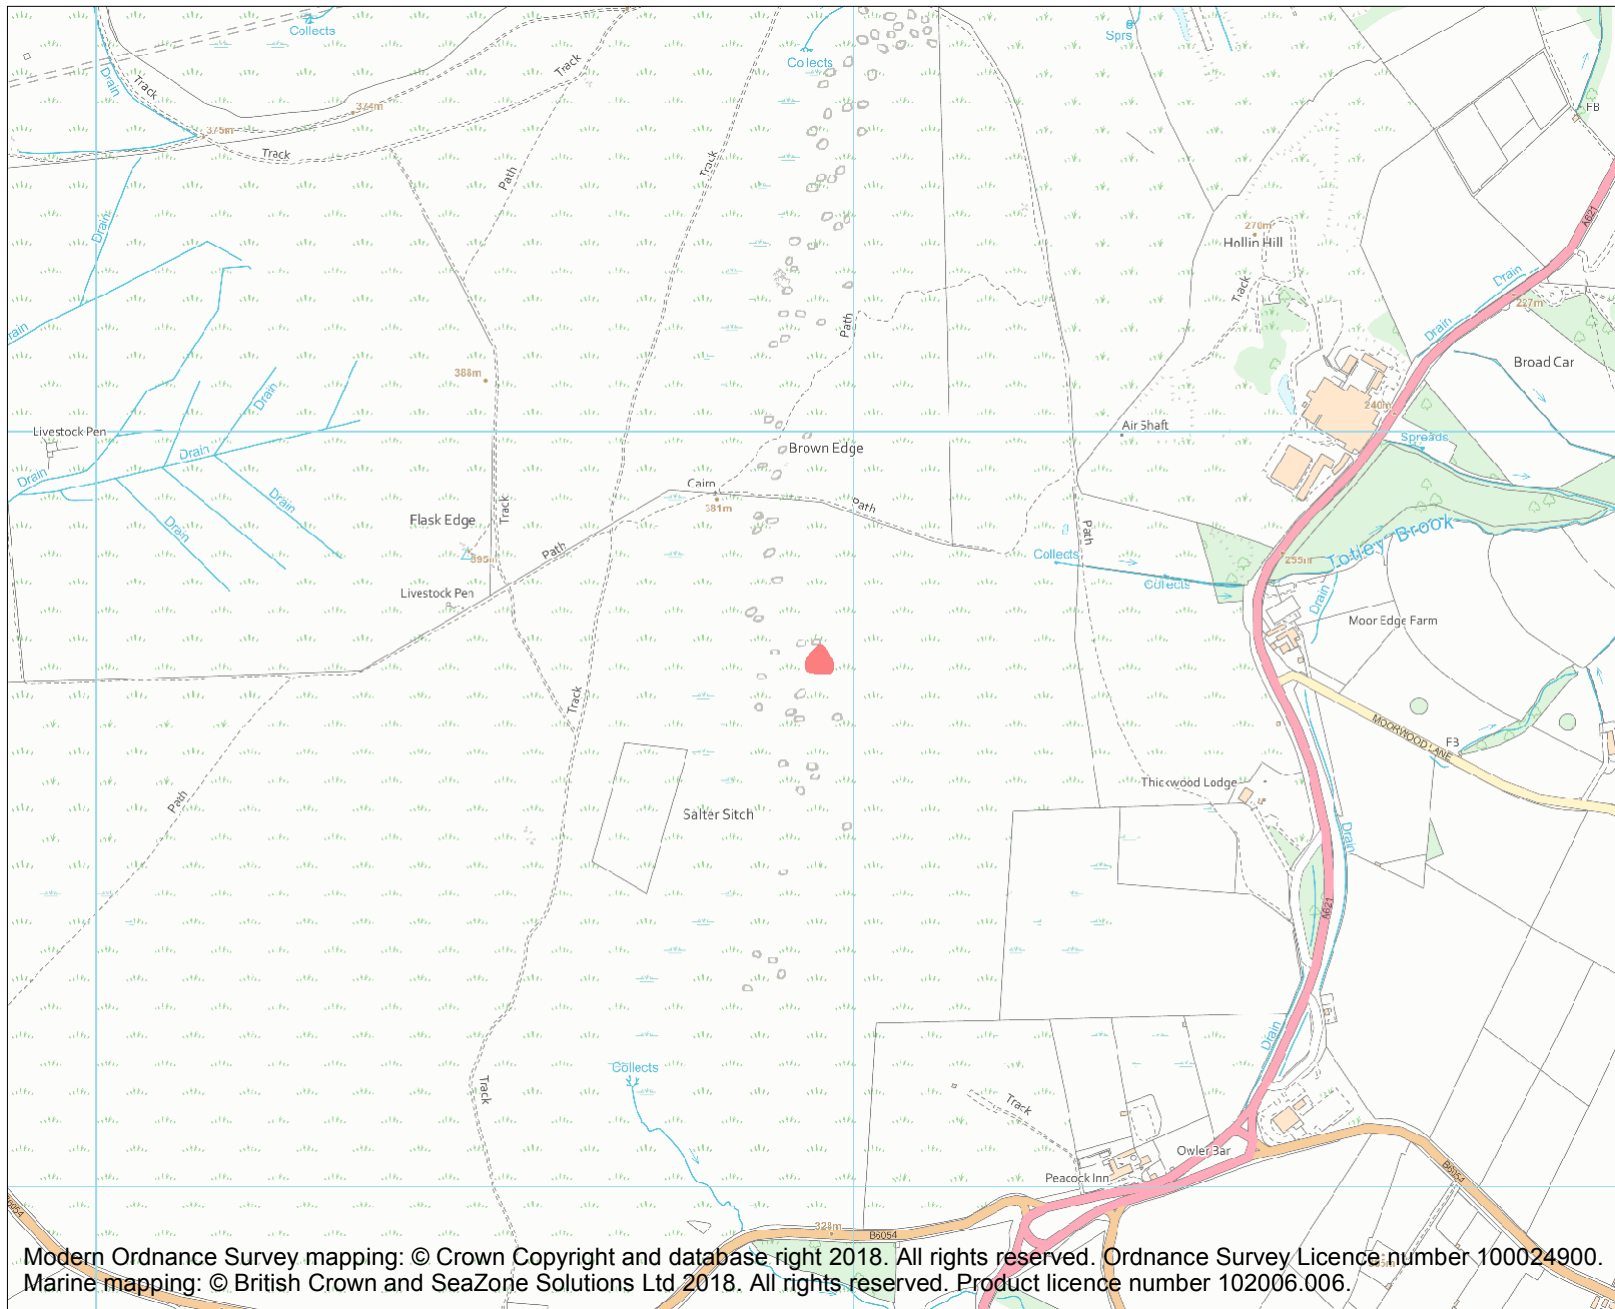 Collects
Sprs
Collects
Track
Drain
Track
374m
FB
375m
Track
Path
Track
A621
Drain
270m
Hollin Hill
Drain
Track
237m
Drain
Path
Broad Car
388m
Drain
240m
Livestock Pen
Air Shaft
Spreads
Brown Edge
Drain
Drain
Cairn
Drain
Track
381m
Path
Flask Edge
Drain
Path
Totley Brook
Path
Collects
395m
255m
Collects
Livestock Pen
Drain
Moor Edge Farm
Track
MOORWOOD LANE
FB
Thickwood Lodge
Path
Salter Sitch
Drain
A621
Drain
Collects
Track
Track
Owler Bar
Peacock Inn
B6054
B6054
328m
B6054
Modern Ordnance Survey mapping: © Crown Copyright and database right 2018. All rights reserved. Ordnance Survey Licence number 100024900.
Marine mapping: © British Crown and SeaZone Solutions Ltd 2018. All rights reserved. Product licence number 102006.006.